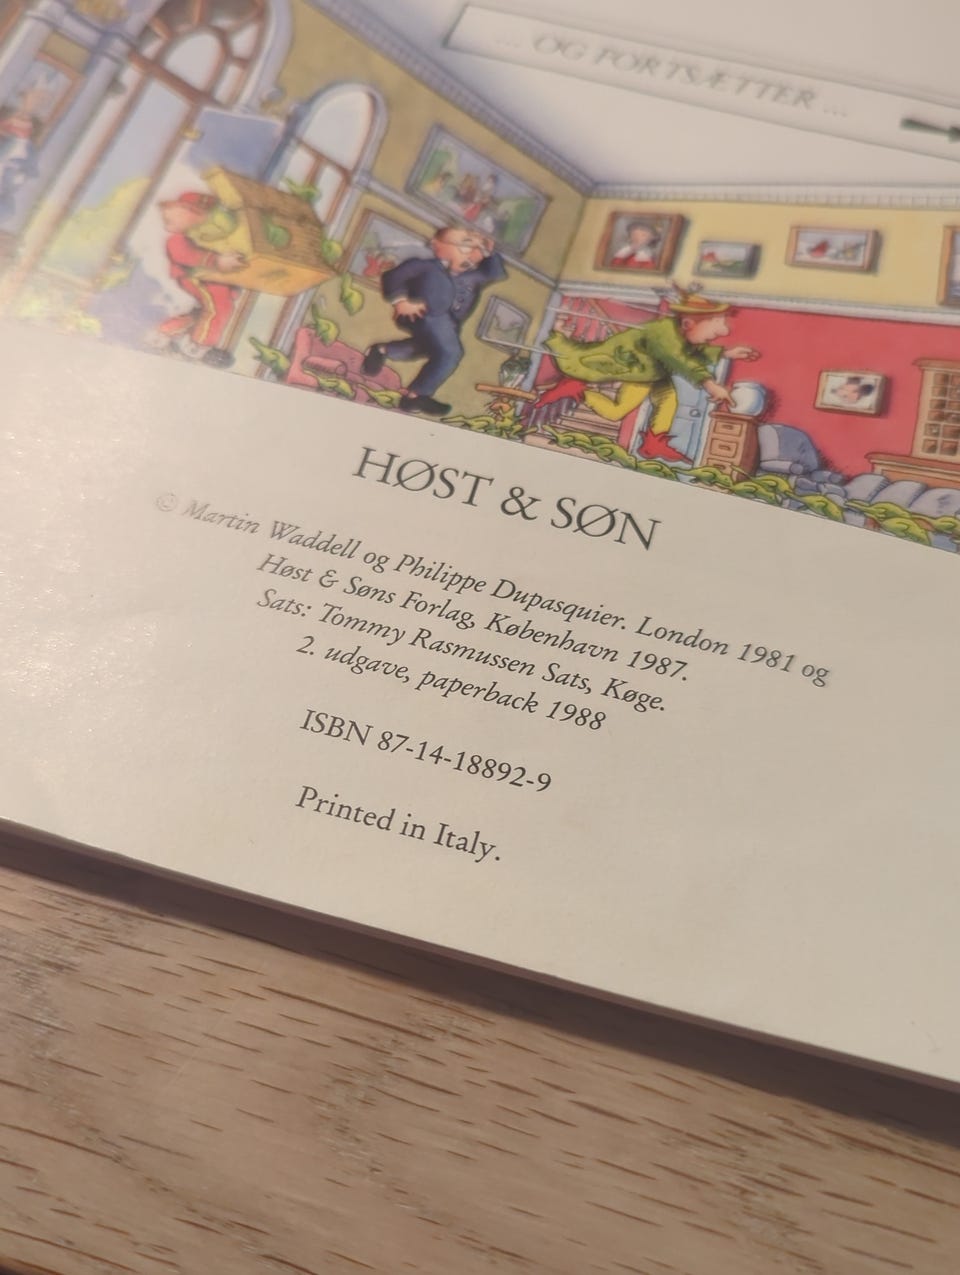 ... OG FORTSÆTTER ...
HØST & SØN
© Martin Waddell og Philippe Dupasquier. London 1981 og
Høst & Søns Forlag, København 1987.
Sats: Tommy Rasmussen Sats, Køge.
2. udgave, paperback 1988
ISBN 87-14-18892-9
Printed in Italy.